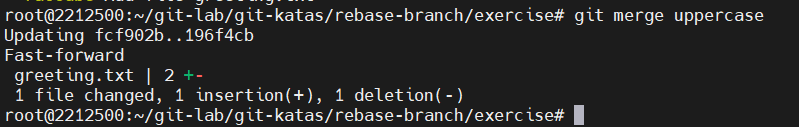 root@2212500:~/git-lab/git-katas/rebase-branch/exercise# git merge uppercase
Updating fcf902b..196f4cb
Fast-forward
 greeting.txt | 2 +-
 1 file changed, 1 insertion(+), 1 deletion(-)
root@2212500:~/git-lab/git-katas/rebase-branch/exercise#